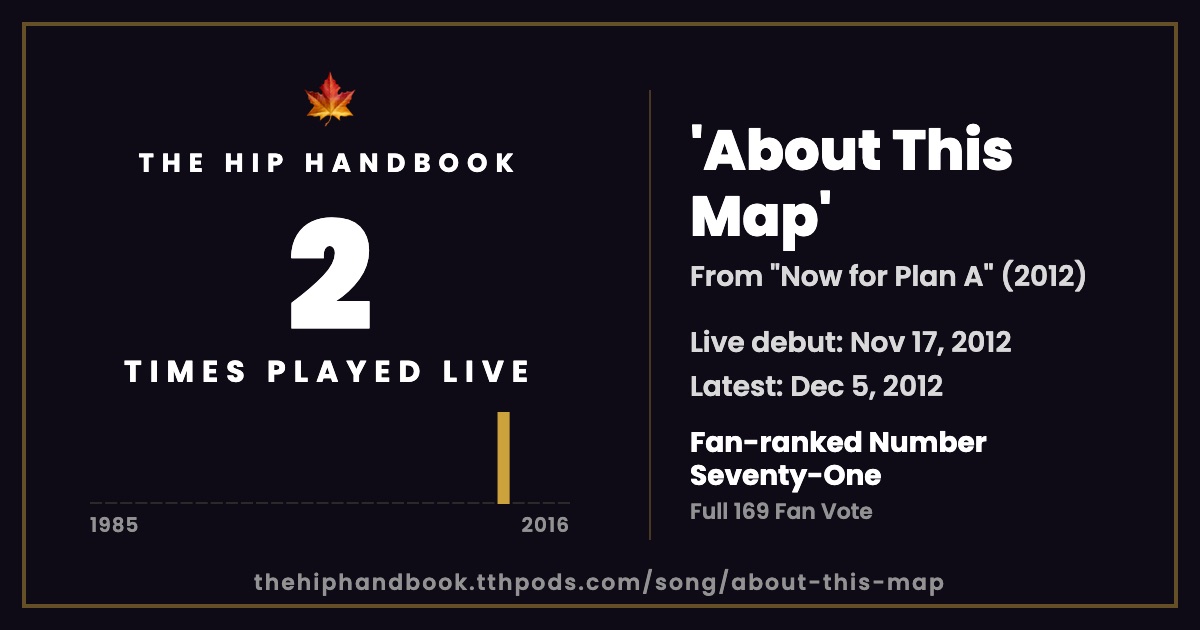 THE HIP HANDBOOK
2
TIMES PLAYED LIVE
1985
2016
'About This
Map'
From "Now for Plan A" (2012)
Live debut: Nov 17, 2012
Latest: Dec 5, 2012
Fan-ranked Number
Seventy-One
Full 169 Fan Vote
thehiphandbook.tthpods.com/song/about-this-map